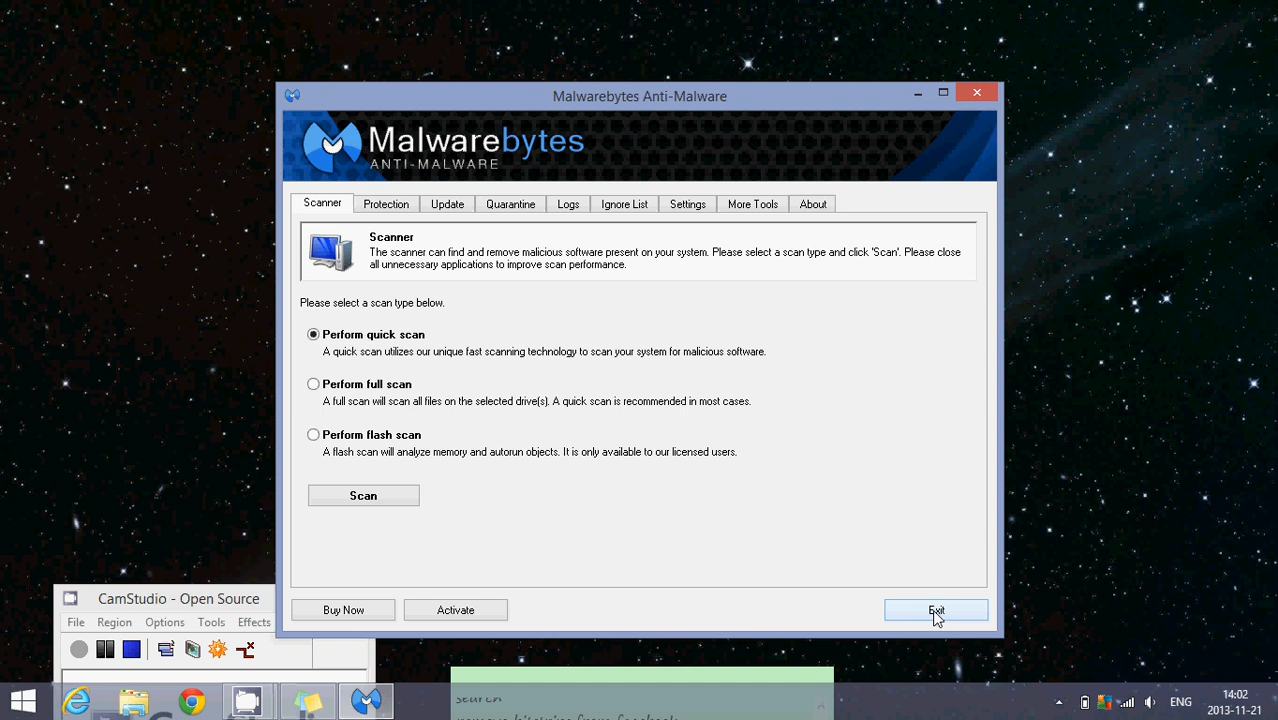 Malwarebytes Anti-Malware
Malwarebytes
ANTI-MALWARE
Scanner Protection Update Quarantine Logs Ignore List Settings More Tools About
Scanner
The scanner can find and remove malicious software present on your system. Please select a scan type and click 'Scan'. Please close
all unnecessary applications to improve scan performance.
Please select a scan type below.
Perform quick scan
A quick scan utilizes our unique fast scanning technology to scan your system for malicious software.
Perform full scan
A full scan will scan all files on the selected drive(s). A quick scan is recommended in most cases.
Perform flash scan
A flash scan will analyze memory and autorun objects. It is only available to our licensed users.
Scan
Buy Now Activate Exit
CamStudio - Open Source
File Region Options Tools Effects
search
ENG
14:02
2013-11-21